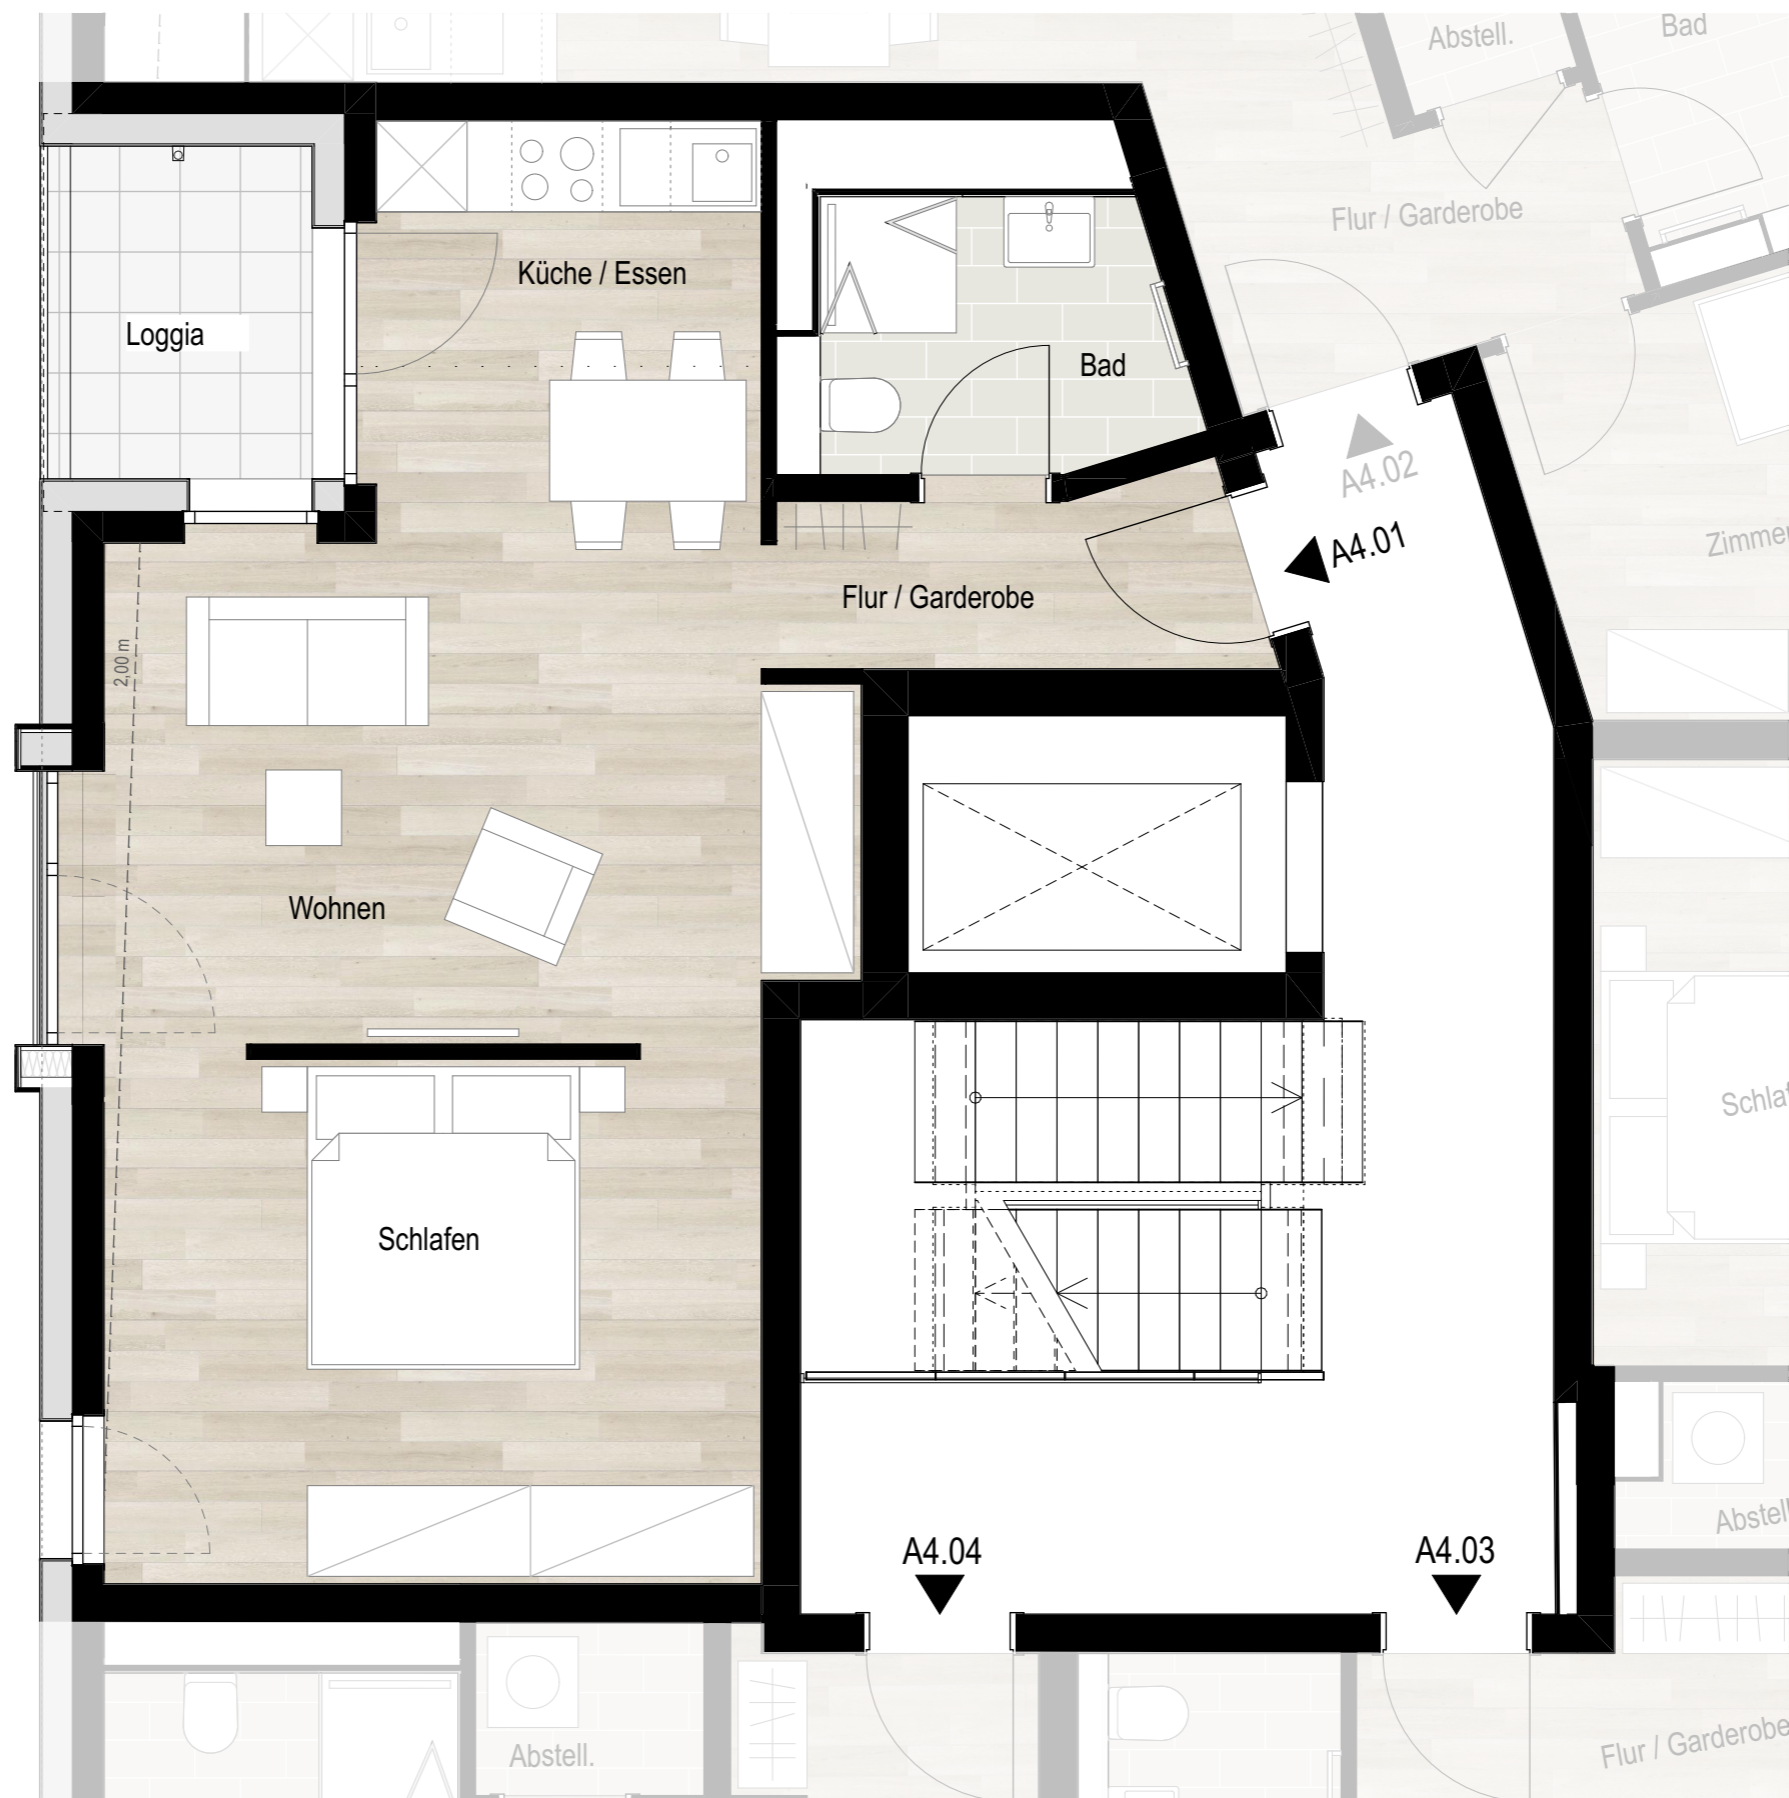 Abstell.
Bad
Flur / Garderobe
Küche / Essen
Loggia
Bad
A4.02
A4.01
Zimmer
Flur / Garderobe
2,00 m
Wohnen
Schlaf
Schlafen
Abstell
A4.04
A4.03
Flur / Garderobe
Abstell.